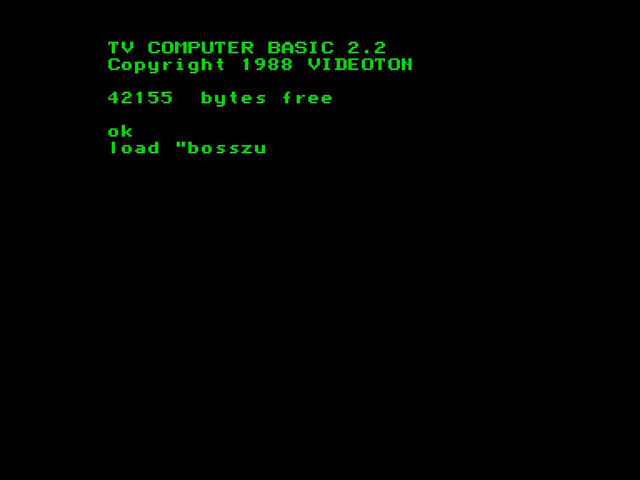 TV COMPUTER BASIC 2.2
Copyright 1988 VIDEOTON
42155  bytes free
ok
load "bosszu